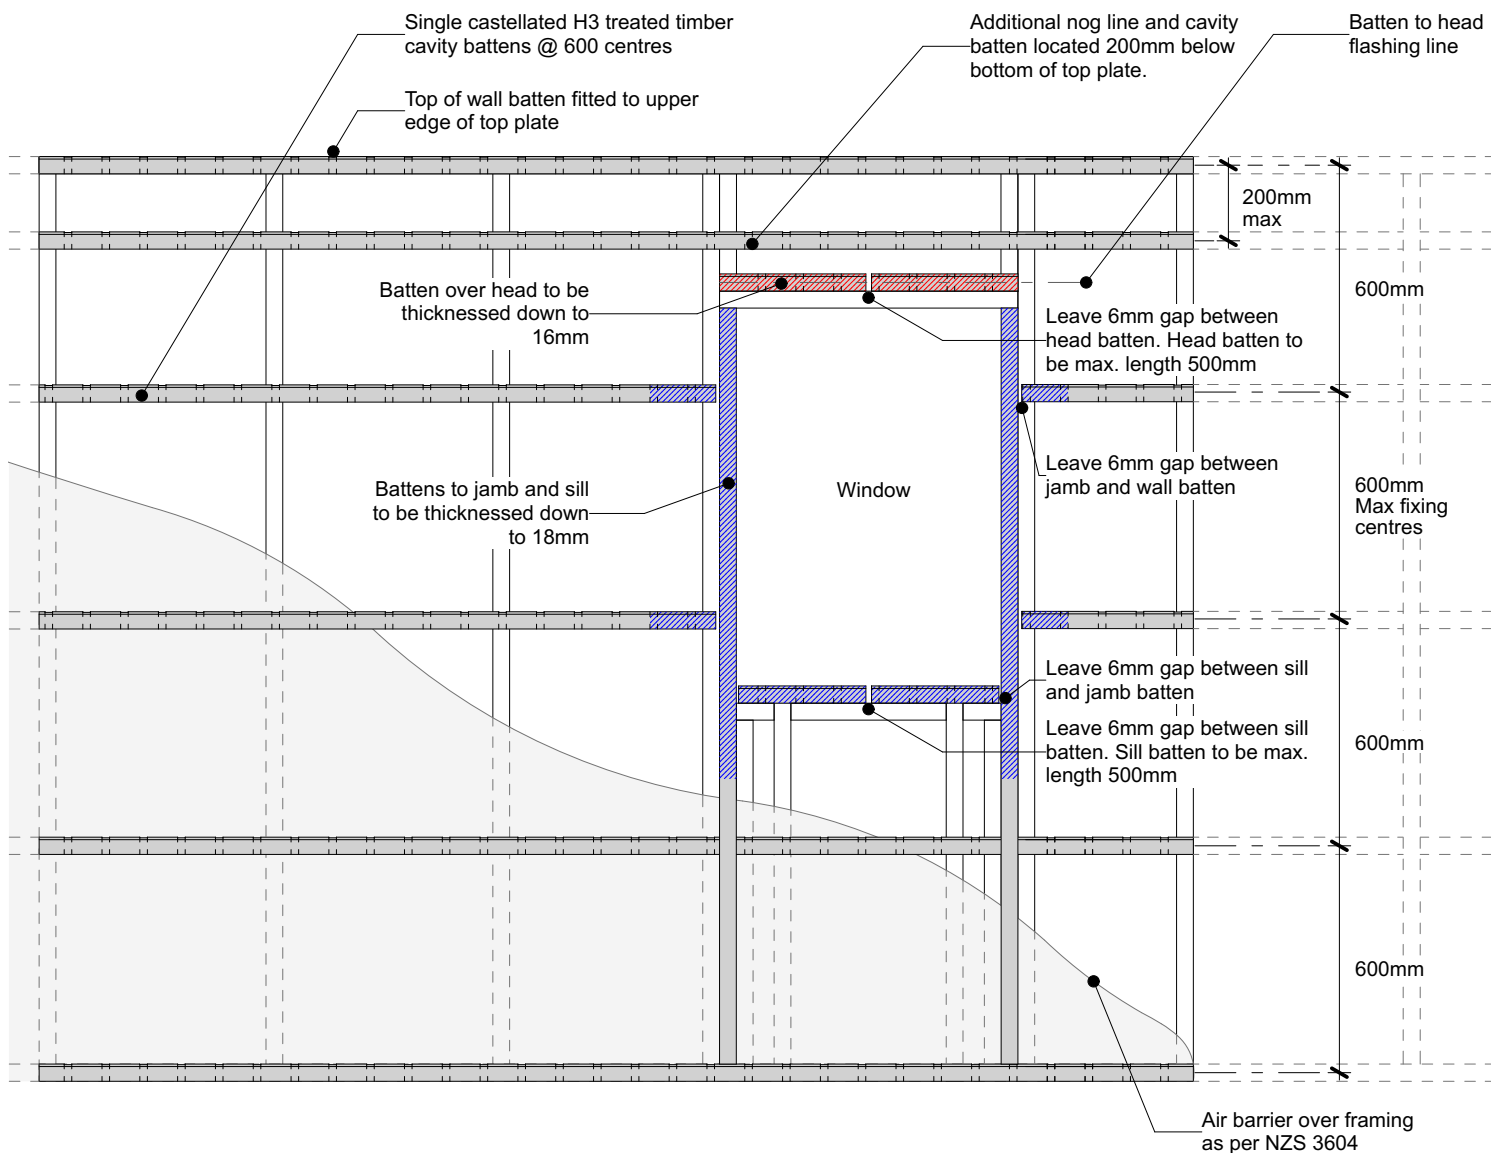 Single castellated H3 treated timber
cavity battens @ 600 centres
Additional nog line and cavity
batten located 200mm below
bottom of top plate.
Batten to head
flashing line
Top of wall batten fitted to upper
edge of top plate
200mm
max
Batten over head to be
thicknessed down to
16mm
600mm
Leave 6mm gap between
head batten. Head batten to
be max. length 500mm
Leave 6mm gap between
jamb and wall batten
Battens to jamb and sill
to be thicknessed down
to 18mm
Window
600mm
Max fixing
centres
Leave 6mm gap between sill
and jamb batten
Leave 6mm gap between sill
batten. Sill batten to be max.
length 500mm
600mm
600mm
Air barrier over framing
as per NZS 3604